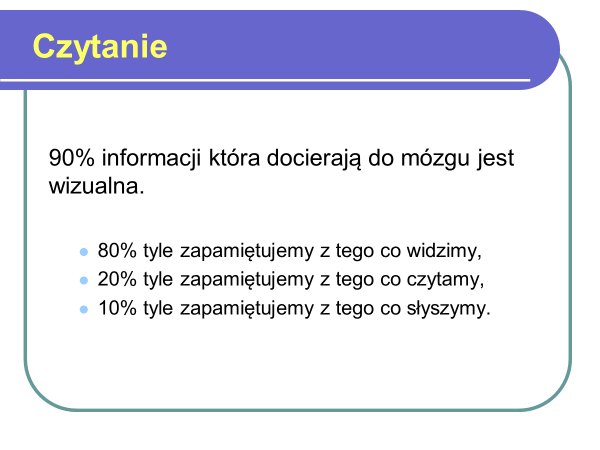 Czytanie
90% informacji która docierają do mózgu jest
wizualna.
80% tyle zapamiętujemy z tego co widzimy,
20% tyle zapamiętujemy z tego co czytamy,
10% tyle zapamiętujemy z tego co słyszymy.